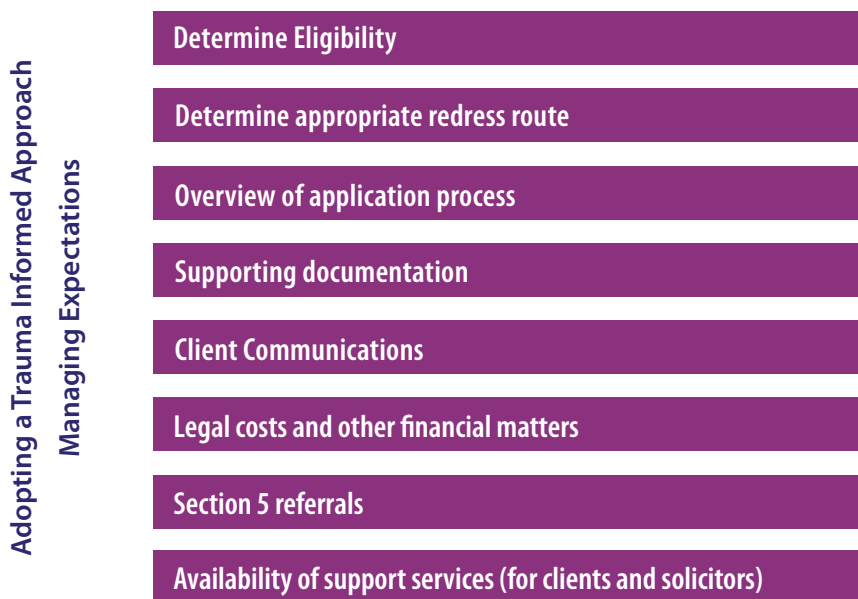 Adopting a Trauma Informed Approach
Managing Expectations
Determine Eligibility
Determine appropriate redress route
Overview of application process
Supporting documentation
Client Communications
Legal costs and other financial matters
Section 5 referrals
Availability of support services (for clients and solicitors)